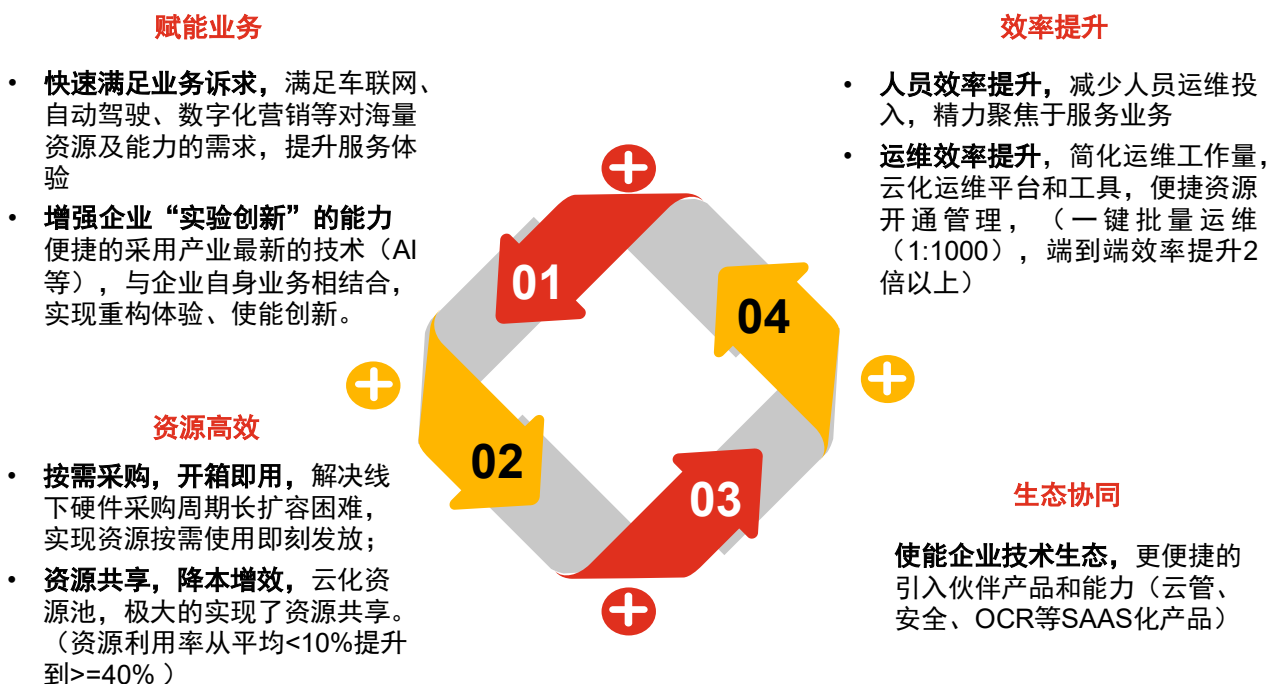 赋能业务
• 快速满足业务诉求，满足车联网、
自动驾驶、数字化营销等对海量
资源及能力的需求，提升服务体
验
• 增强企业“实验创新”的能力
便捷的采用产业最新的技术（AI
等），与企业自身业务相结合，
实现重构体验、使能创新。
资源高效
• 按需采购，开箱即用，解决线
下硬件采购周期长扩容困难，
实现资源按需使用即刻发放；
• 资源共享，降本增效，云化资
源池，极大的实现了资源共享。
（资源利用率从平均<10%提升
到>=40% ）
01
02
03
04
效率提升
• 人员效率提升，减少人员运维投
入，精力聚焦于服务业务
• 运维效率提升，简化运维工作量，
云化运维平台和工具，便捷资源
开通管理，（一键批量运维
（1:1000），端到端效率提升2
倍以上）
生态协同
使能企业技术生态，更便捷的
引入伙伴产品和能力（云管、
安全、OCR等SAAS化产品）